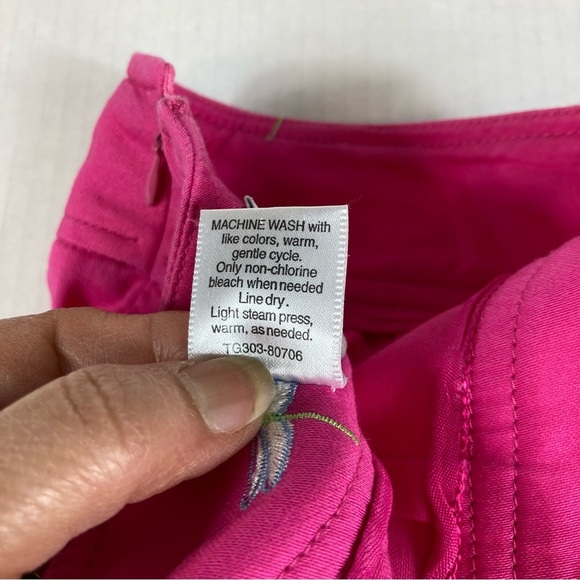 MACHINE WASH with
like colors, warm,
gentle cycle.
Only non-chlorine
bleach when needed
Line dry.
Light steam press,
warm, as needed.
TG303-80706